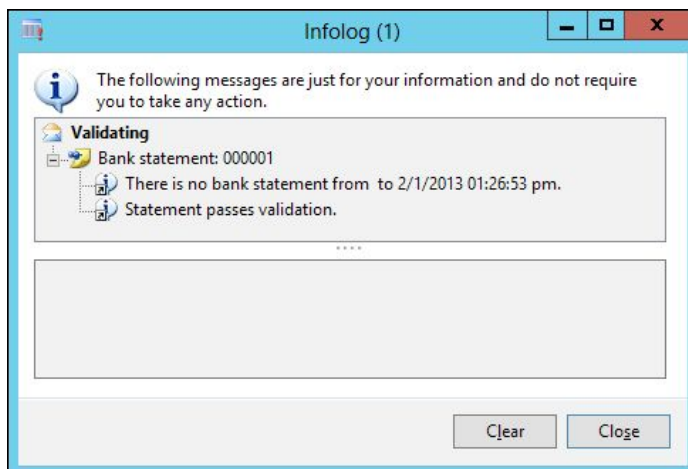 Infolog (1)
The following messages are just for your information and do not require
you to take any action.
Validating
Bank statement: 000001
There is no bank statement from  to 2/1/2013 01:26:53 pm.
Statement passes validation.
Clear
Close